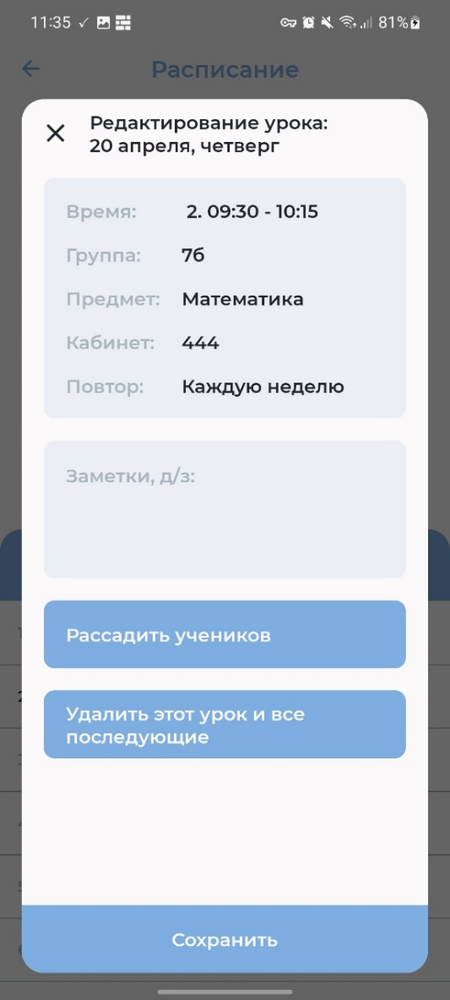 11:35
81%
Расписание
Редактирование урока:
20 апреля, четверг
Время: 2. 09:30 - 10:15
Группа: 7б
Предмет: Математика
Кабинет: 444
Повтор: Каждую неделю
Заметки, д/з:
Рассадить учеников
Удалить этот урок и все
последующие
Сохранить